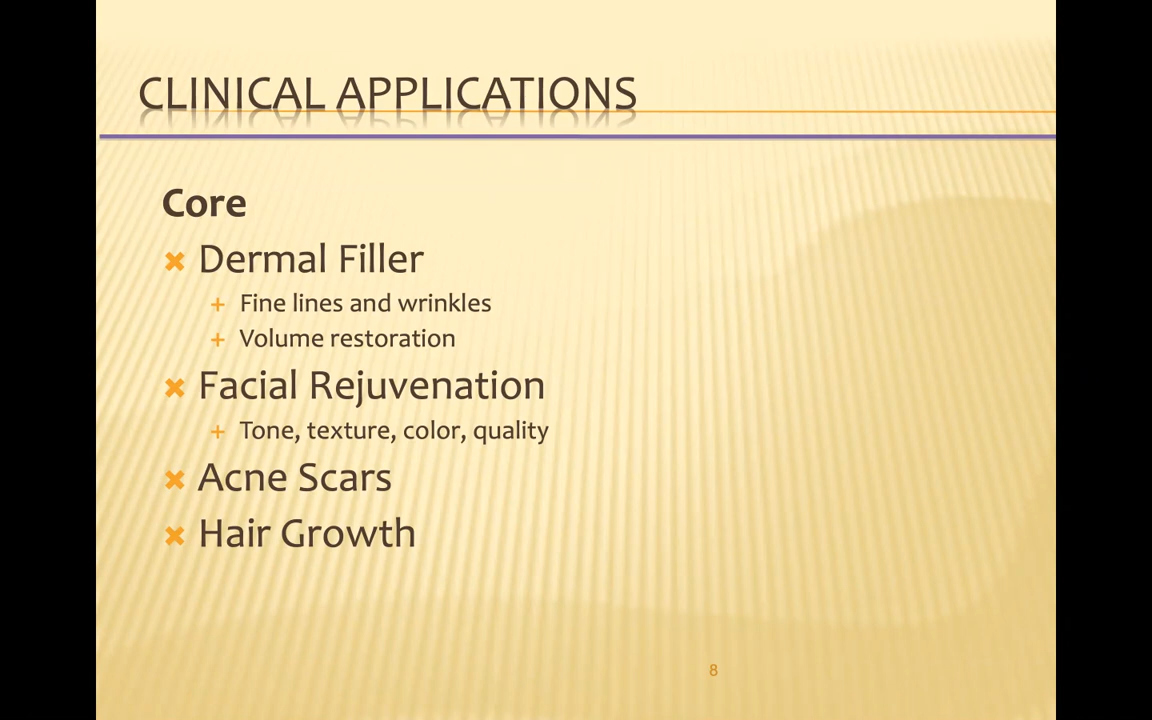 CLINICAL APPLICATIONS
Core
Dermal Filler
Fine lines and wrinkles
Volume restoration
Facial Rejuvenation
Tone, texture, color, quality
Acne Scars
Hair Growth
8